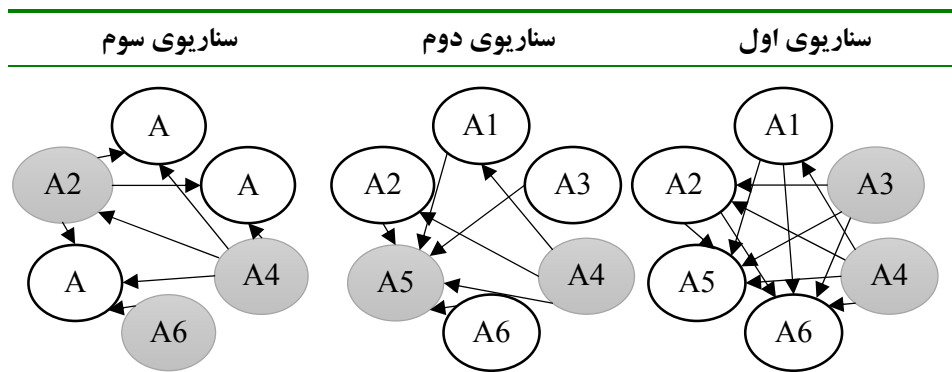 سناریوی اول سناریوی دوم سناریوی سوم
A1 A1 A
A2 A3 A2 A3 A2 A
A5 A4 A5 A4 A A4
A6 A6 A6